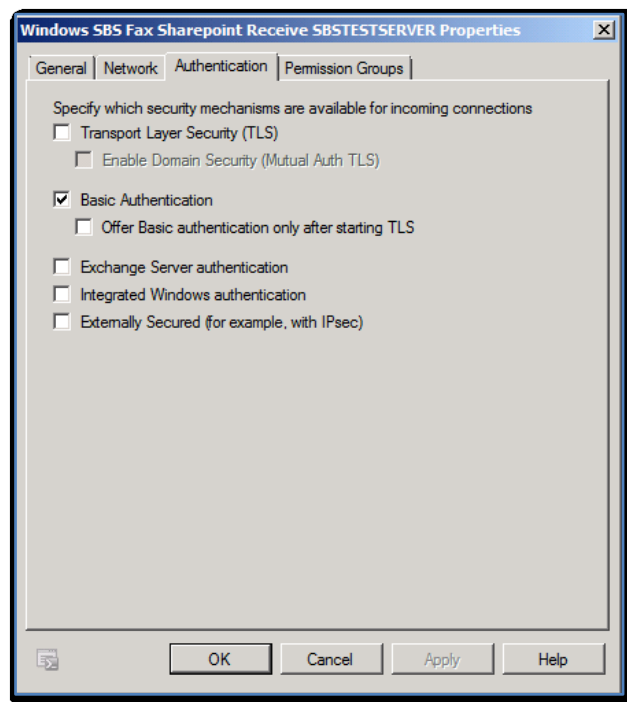 Windows SBS Fax Sharepoint Receive SBSTESTSERVER Properties
General Network Authentication Permission Groups
Specify which security mechanisms are available for incoming connections
Transport Layer Security (TLS)
Enable Domain Security (Mutual Auth TLS)
Basic Authentication
Offer Basic authentication only after starting TLS
Exchange Server authentication
Integrated Windows authentication
Externally Secured (for example, with IPsec)
OK Cancel Apply Help